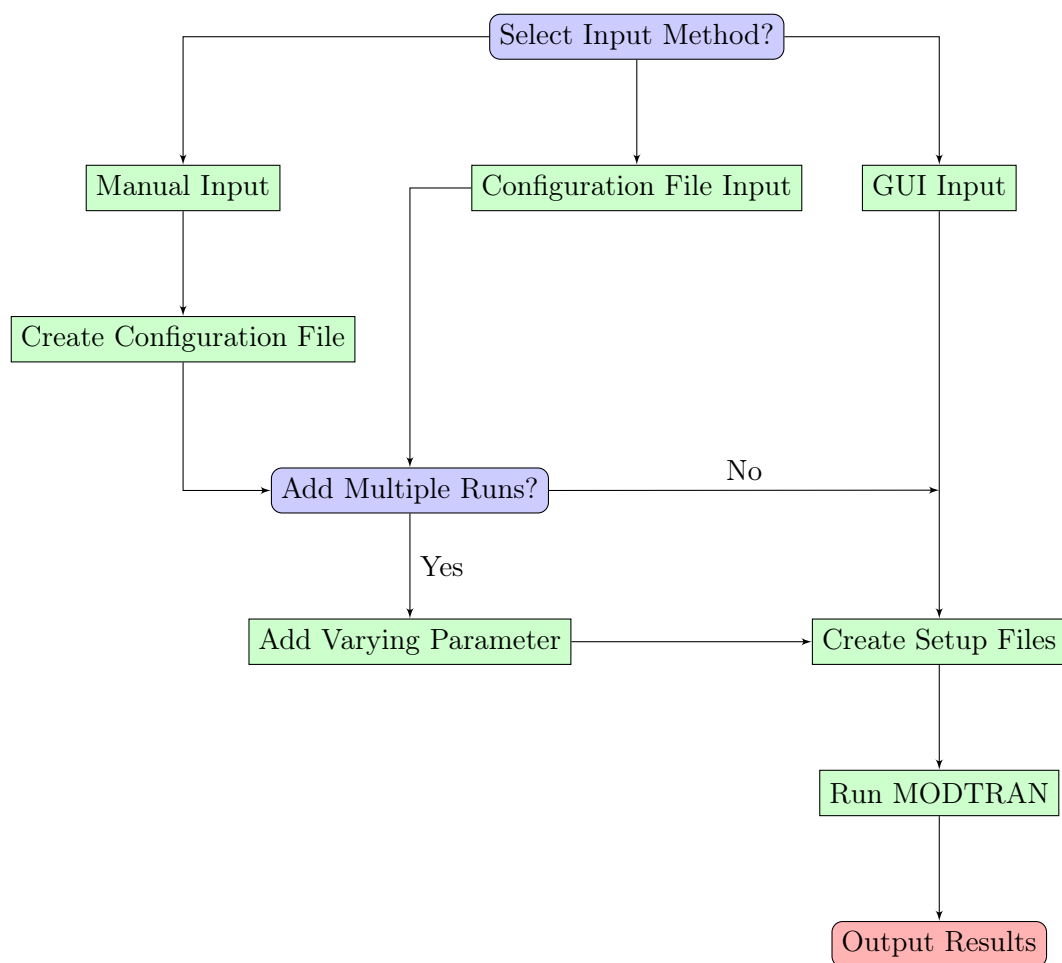 Select Input Method?
Manual Input
Configuration File Input
GUI Input
Create Configuration File
Add Multiple Runs?
No
Yes
Add Varying Parameter
Create Setup Files
Run MODTRAN
Output Results